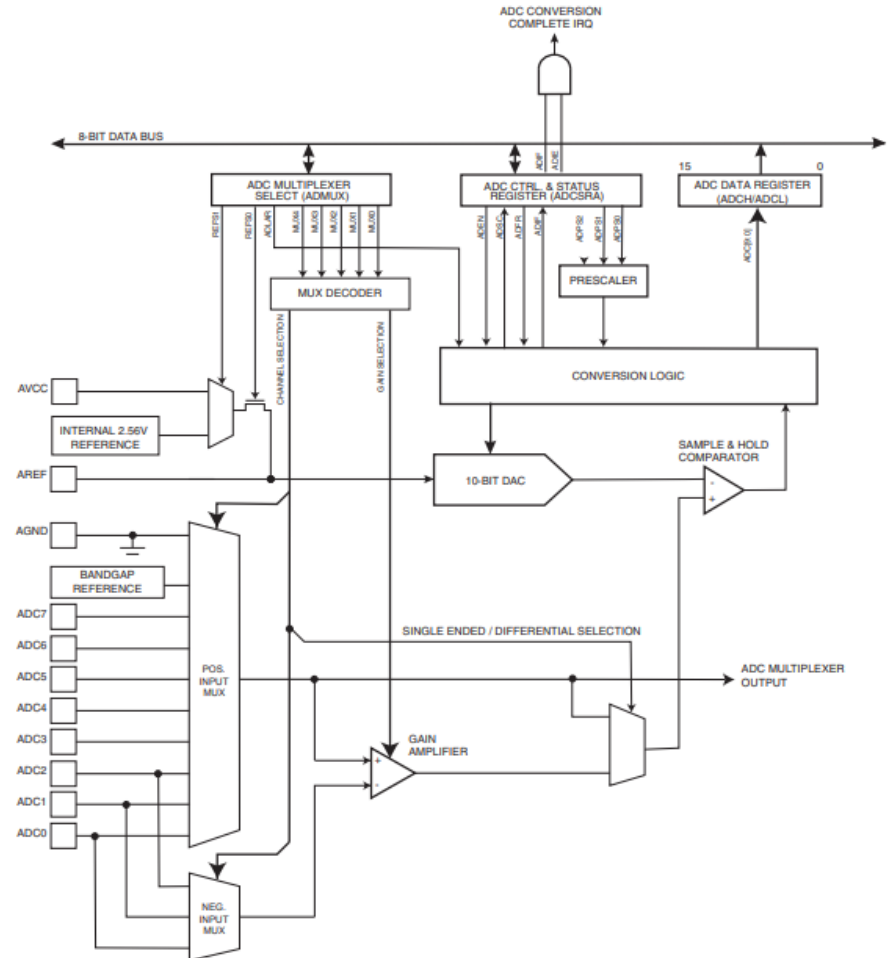 ADC CONVERSION
COMPLETE IRQ
8-BIT DATA BUS
ADIF
ADIE
15
0
ADC MULTIPLEXER
SELECT (ADMUX)
ADC CTRL. & STATUS
REGISTER (ADCSRA)
ADC DATA REGISTER
(ADCH/ADCL)
REFS1
REFS0
ADLAR
MUX4
MUX3
MUX2
MUX1
MUX0
ADEN
ADSC
ADFR
ADIF
ADPS2
ADPS1
ADPS0
ADC[9:0]
PRESCALER
MUX DECODER
CHANNEL SELECTION
GAIN SELECTION
CONVERSION LOGIC
AVCC
INTERNAL 2.56V
REFERENCE
SAMPLE & HOLD
COMPARATOR
AREF
10-BIT DAC
-
+
AGND
BANDGAP
REFERENCE
ADC7
SINGLE ENDED / DIFFERENTIAL SELECTION
ADC6
ADC5
POS.
INPUT
MUX
ADC MULTIPLEXER
OUTPUT
ADC4
ADC3
GAIN
AMPLIFIER
+
-
ADC2
ADC1
ADC0
NEG.
INPUT
MUX